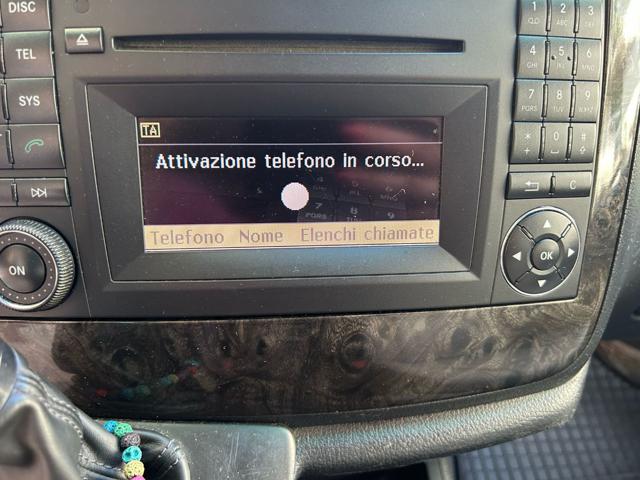 DISC
TEL
SYS
ON
TA
Attivazione telefono in corso...
Telefono Nome Elenchi chiamate
1 2 ABC 3
4 GHI 5 JKL 6 MNO
7 PQRS 8 TUV 9 WXYZ
* + 0 #
C
OK